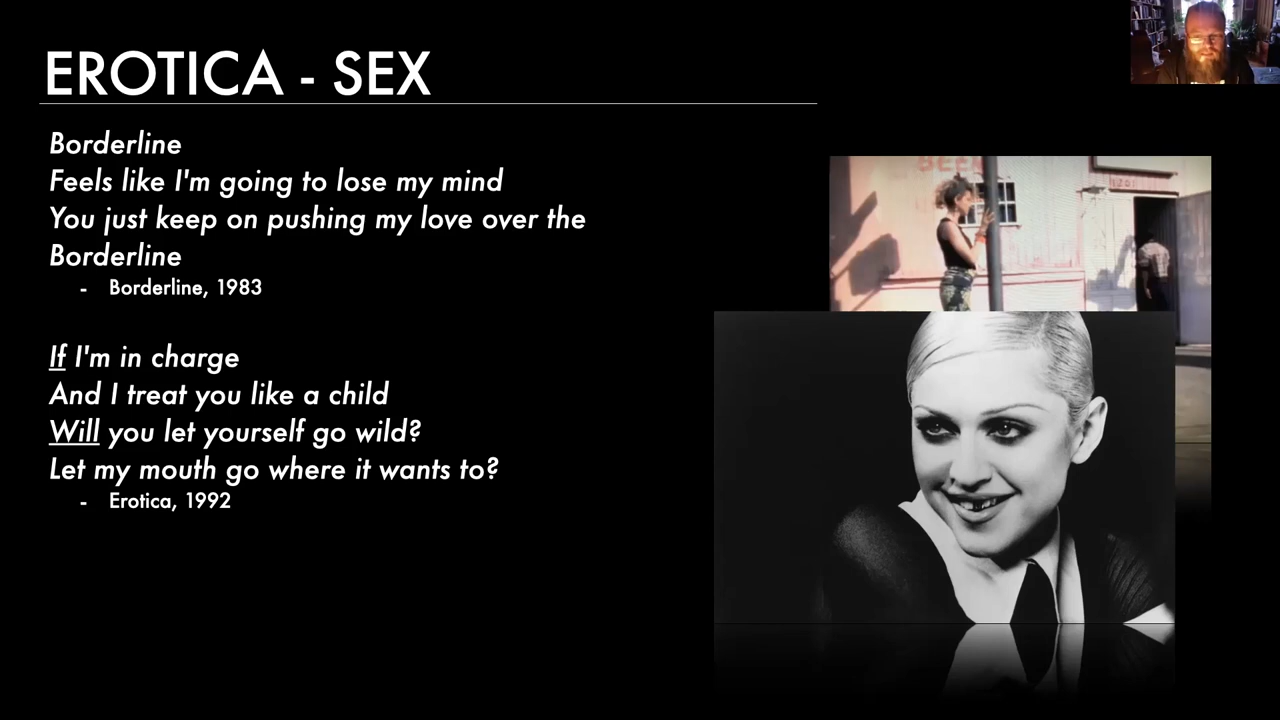 EROTICA - SEX
Borderline
Feels like I'm going to lose my mind
You just keep on pushing my love over the
Borderline
- Borderline, 1983
If I'm in charge
And I treat you like a child
Will you let yourself go wild?
Let my mouth go where it wants to?
- Erotica, 1992